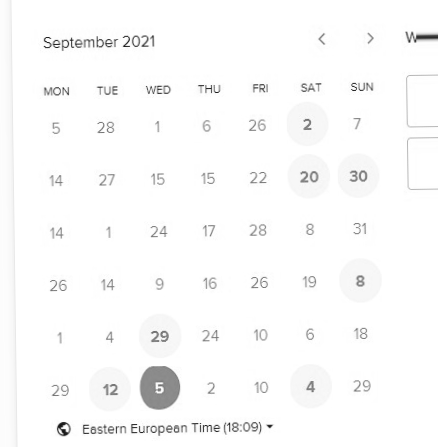 September 2021 < >
MON TUE WED THU FRI SAT SUN
5 28 1 6 26 2 7
14 27 15 15 22 20 30
14 1 24 17 28 8 31
26 14 9 16 26 19 8
1 4 29 24 10 6 18
29 12 5 2 10 4 29
Eastern European Time (18:09)